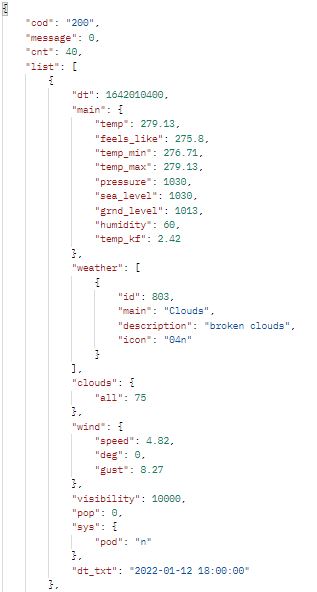 {
"cod": "200",
"message": 0,
"cnt": 40,
"list": [
{
"dt": 1642010400,
"main": {
"temp": 279.13,
"feels_like": 275.8,
"temp_min": 276.71,
"temp_max": 279.13,
"pressure": 1030,
"sea_level": 1030,
"grnd_level": 1013,
"humidity": 60,
"temp_kf": 2.42
},
"weather": [
{
"id": 803,
"main": "Clouds",
"description": "broken clouds",
"icon": "04n"
}
],
"clouds": {
"all": 75
},
"wind": {
"speed": 4.82,
"deg": 0,
"gust": 8.27
},
"visibility": 10000,
"pop": 0,
"sys": {
"pod": "n"
},
"dt_txt": "2022-01-12 18:00:00"
},